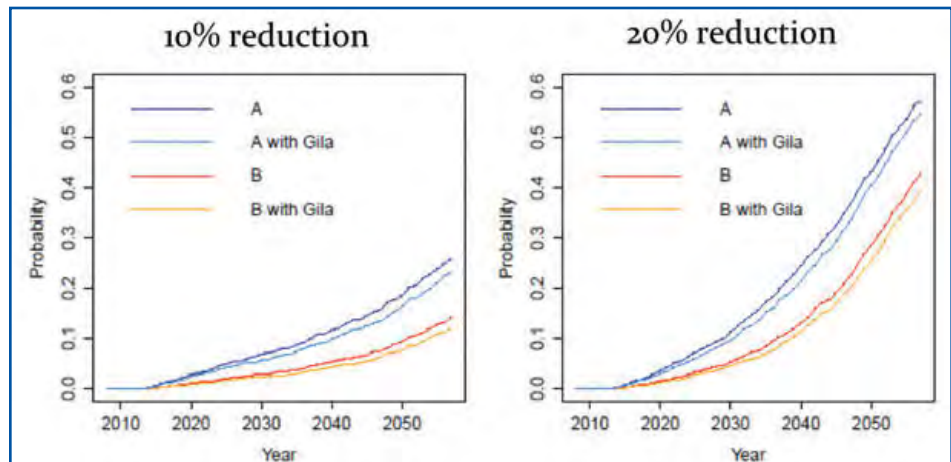 10% reduction
20% reduction
0.6
0.5
0.4
0.3
0.2
0.1
0.0
Probability
A
A with Gila
B
B with Gila
2010 2020 2030 2040 2050
Year
0.6
0.5
0.4
0.3
0.2
0.1
0.0
Probability
A
A with Gila
B
B with Gila
2010 2020 2030 2040 2050
Year